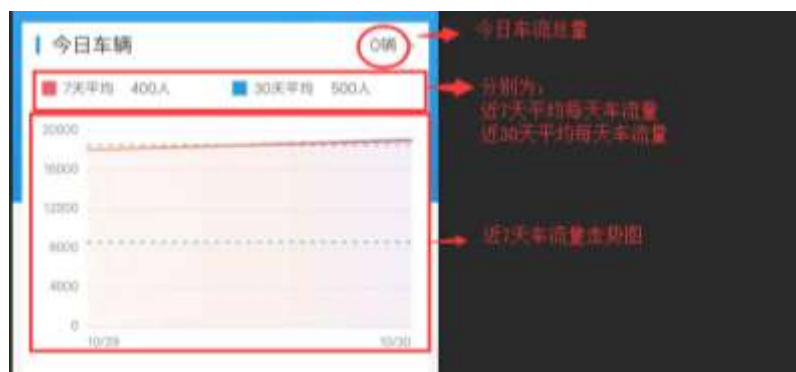 今日车辆
0辆
今日车流总量
7天平均 400人
30天平均 500人
分别为：
近7天平均每天车流量
近30天平均每天车流量
20000
16000
12000
8000
近7天车流量走势图
4000
0
10/29
10/30